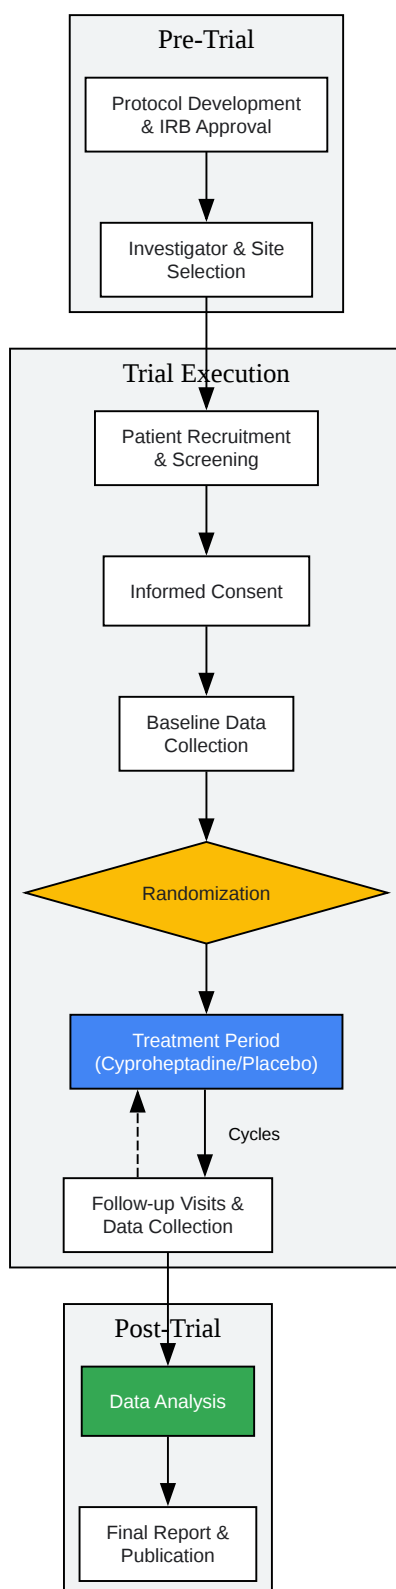 Pre-Trial
Protocol Development
& IRB Approval
Investigator & Site
Selection
Trial Execution
Patient Recruitment
& Screening
Informed Consent
Baseline Data
Collection
Randomization
Treatment Period
(Cyproheptadine/Placebo)
Cycles
Follow-up Visits &
Data Collection
Post-Trial
Data Analysis
Final Report &
Publication